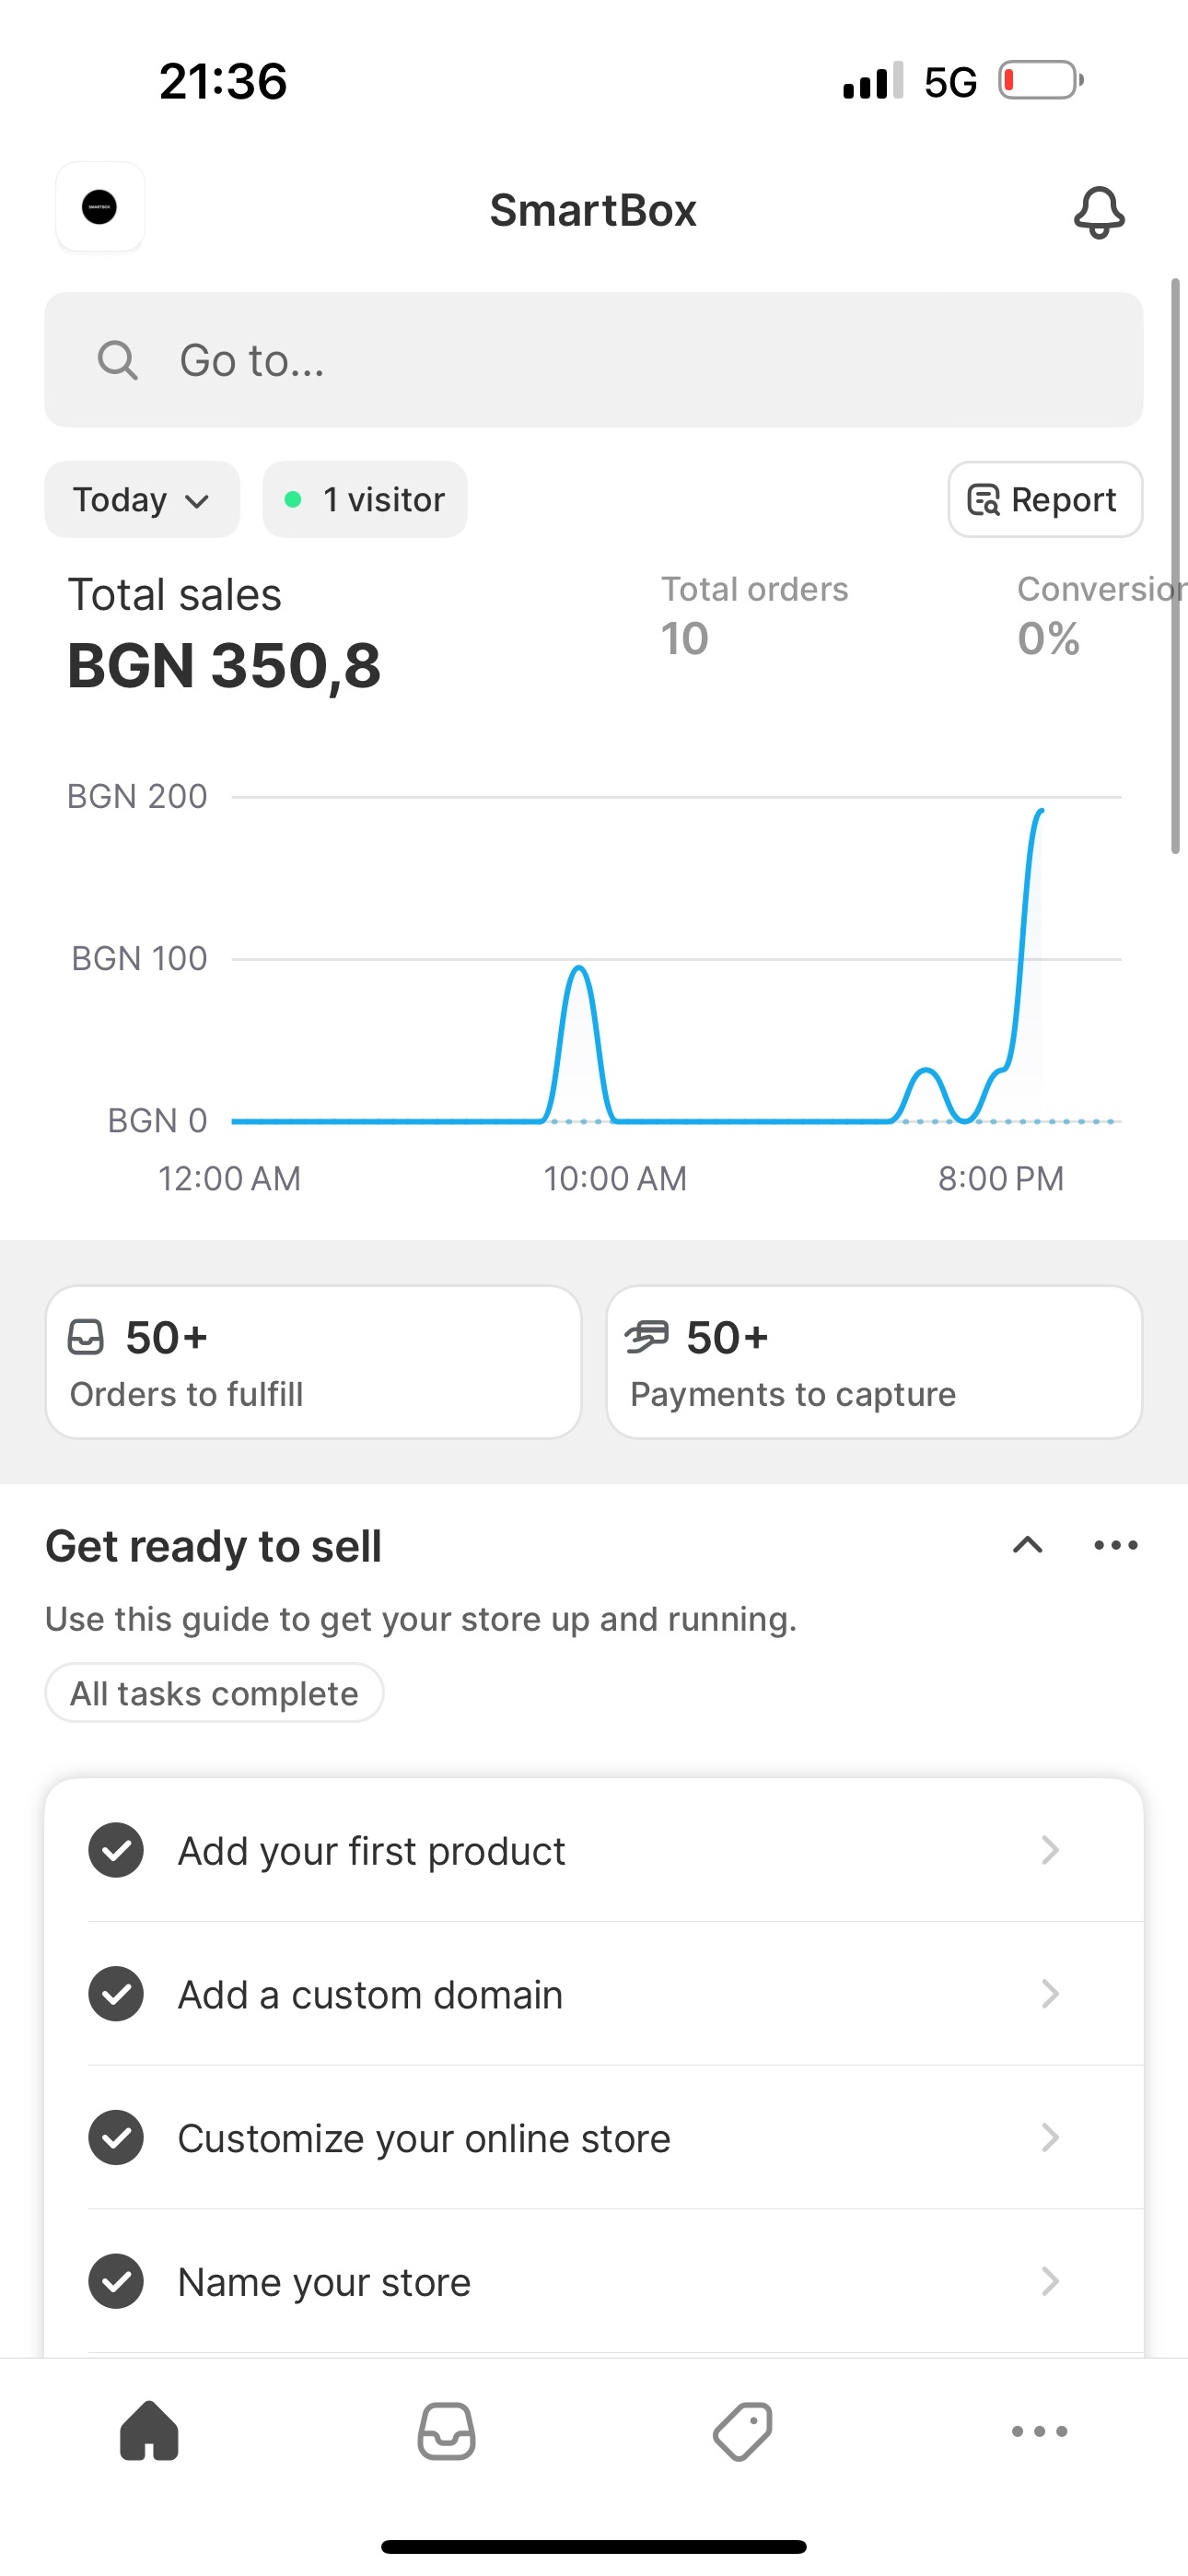 21:36
5G
SMARTBOX
SmartBox
Go to...
Today
1 visitor
Report
Total sales
Total orders
Conversion
BGN 350,8
10
0%
BGN 200
BGN 100
BGN 0
12:00 AM
10:00 AM
8:00 PM
50+
Orders to fulfill
50+
Payments to capture
Get ready to sell
Use this guide to get your store up and running.
All tasks complete
Add your first product
Add a custom domain
Customize your online store
Name your store